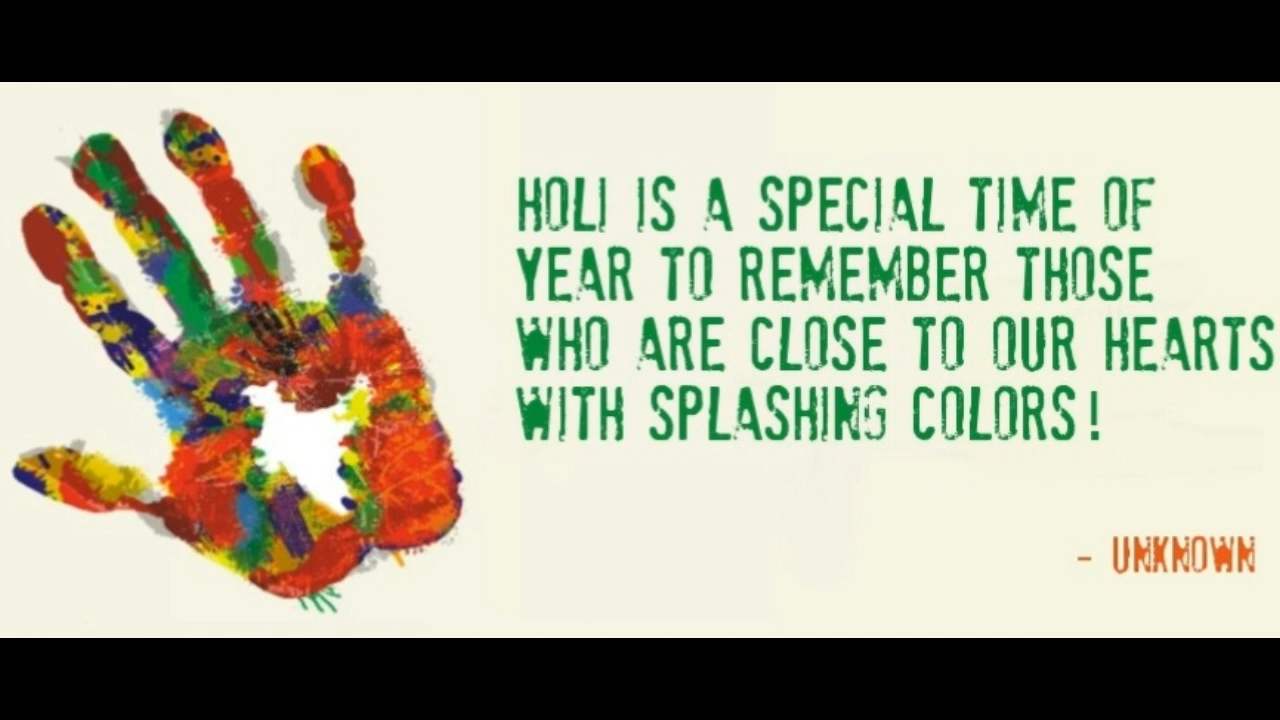 HOLI IS A SPECIAL TIME OF
YEAR TO REMEMBER THOSE
WHO ARE CLOSE TO OUR HEARTS
WITH SPLASHING COLORS!
- UNKNOWN